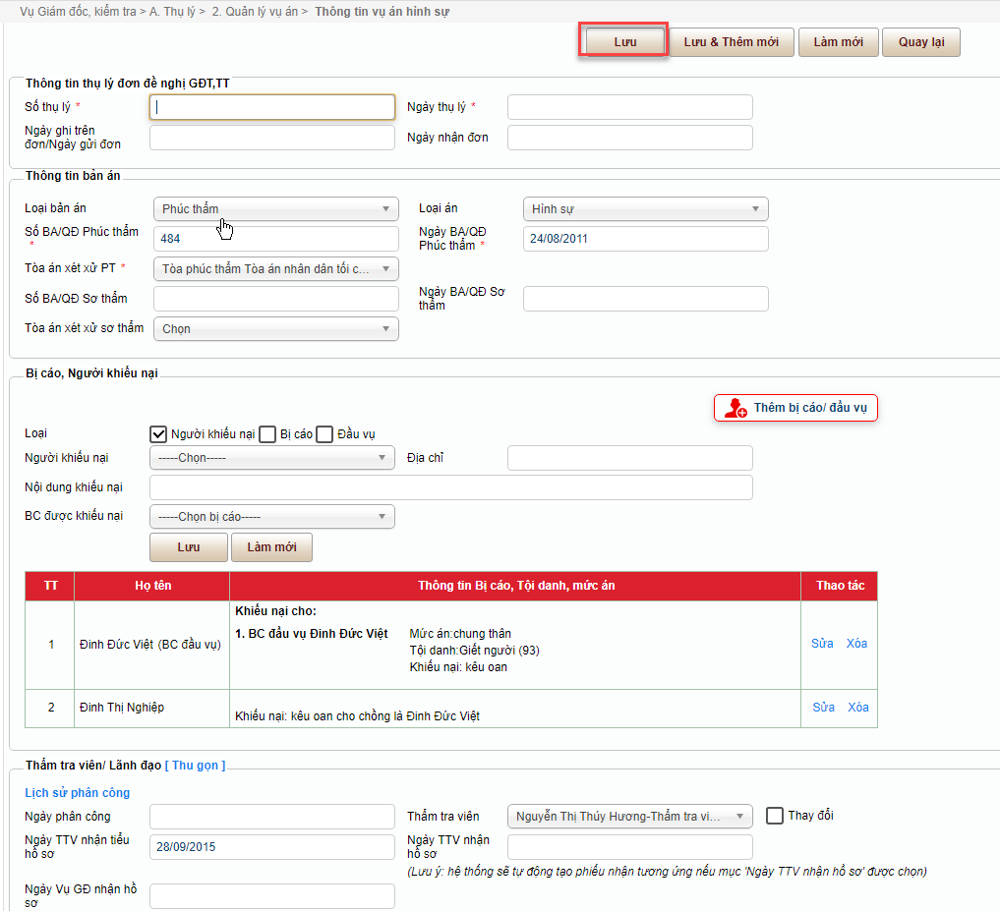 Vụ Giám đốc, kiểm tra > A. Thụ lý > 2. Quản lý vụ án > Thông tin vụ án hình sự
Lưu Lưu & Thêm mới Làm mới Quay lại
Thông tin thụ lý đơn đề nghị GĐT,TT
Số thụ lý * Ngày thụ lý *
Ngày ghi trên
đơn/Ngày gửi đơn Ngày nhận đơn
Thông tin bản án
Loại bản án Phúc thẩm Loại án Hình sự
Số BA/QĐ Phúc thẩm
* 484 Ngày BA/QĐ
Phúc thẩm * 24/08/2011
Tòa án xét xử PT * Tòa phúc thẩm Tòa án nhân dân tối c...
Số BA/QĐ Sơ thẩm Ngày BA/QĐ Sơ
thẩm
Tòa án xét xử sơ thẩm Chọn
Bị cáo, Người khiếu nại
Thêm bị cáo/ đầu vụ
Loại Người khiếu nại Bị cáo Đầu vụ
Người khiếu nại -----Chọn----- Địa chỉ
Nội dung khiếu nại
BC được khiếu nại -----Chọn bị cáo-----
Lưu Làm mới
TT Họ tên Thông tin Bị cáo, Tội danh, mức án Thao tác
Khiếu nại cho:
1 Đinh Đức Việt (BC đầu vụ) 1. BC đầu vụ Đinh Đức Việt Mức án:chung thân
Tội danh:Giết người (93)
Khiếu nại: kêu oan
Sửa Xóa
2 Đinh Thị Nghiệp Khiếu nại: kêu oan cho chồng là Đinh Đức Việt Sửa Xóa
Thẩm tra viên/ Lãnh đạo [ Thu gọn ]
Lịch sử phân công
Ngày phân công Thẩm tra viên Nguyễn Thị Thúy Hương-Thẩm tra vi... Thay đổi
Ngày TTV nhận tiểu
hồ sơ 28/09/2015 Ngày TTV nhận
hồ sơ
(Lưu ý: hệ thống sẽ tự động tạo phiếu nhận tương ứng nếu mục 'Ngày TTV nhận hồ sơ' được chọn)
Ngày Vụ GĐ nhận hồ
sơ